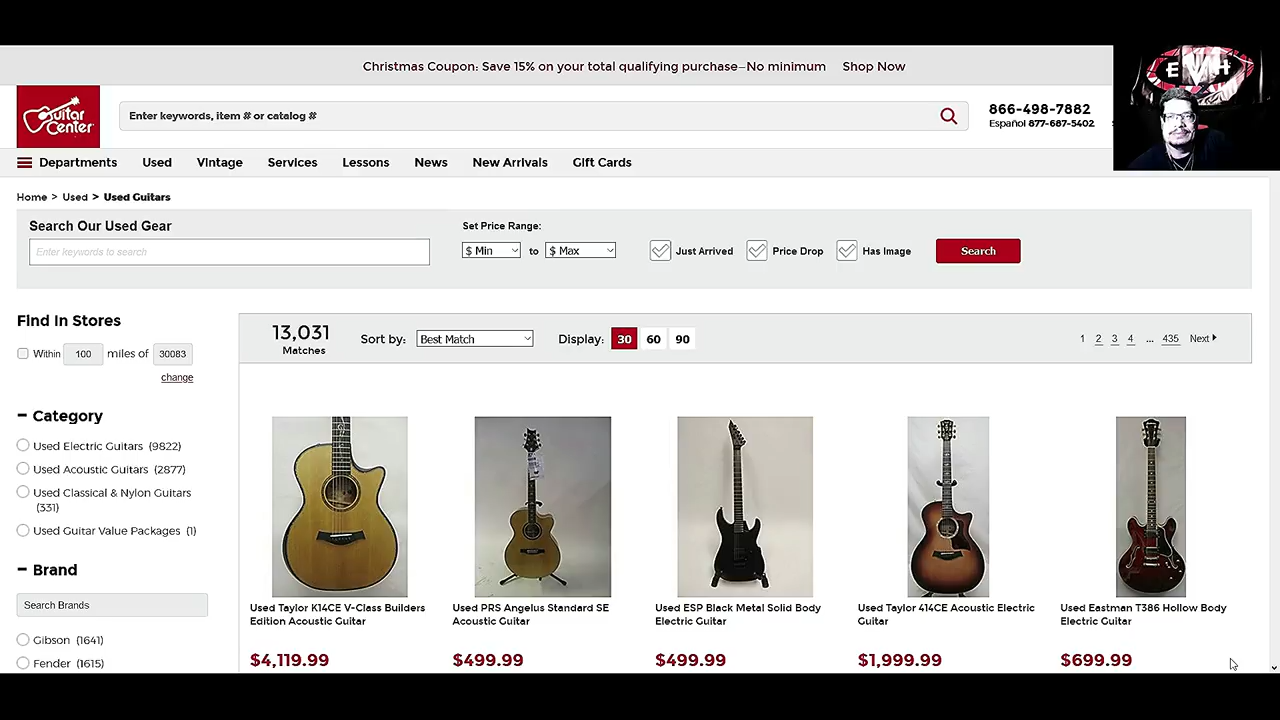 Christmas Coupon: Save 15% on your total qualifying purchase—No minimum Shop Now
EVH
Guitar Center
Enter keywords, item # or catalog #
866-498-7882
Español 877-687-5402
Departments Used Vintage Services Lessons News New Arrivals Gift Cards
Home > Used > Used Guitars
Search Our Used Gear
Enter keywords to search
Set Price Range:
$ Min to $ Max
Just Arrived Price Drop Has Image Search
Find In Stores
Within 100 miles of 30083
change
13,031
Matches
Sort by: Best Match Display: 30 60 90
1 2 3 4 ... 435 Next
− Category
Used Electric Guitars (9822)
Used Acoustic Guitars (2877)
Used Classical & Nylon Guitars
(331)
Used Guitar Value Packages (1)
− Brand
Search Brands
Gibson (1641)
Fender (1615)
Used Taylor K14CE V-Class Builders
Edition Acoustic Guitar
$4,119.99
Used PRS Angelus Standard SE
Acoustic Guitar
$499.99
Used ESP Black Metal Solid Body
Electric Guitar
$499.99
Used Taylor 414CE Acoustic Electric
Guitar
$1,999.99
Used Eastman T386 Hollow Body
Electric Guitar
$699.99